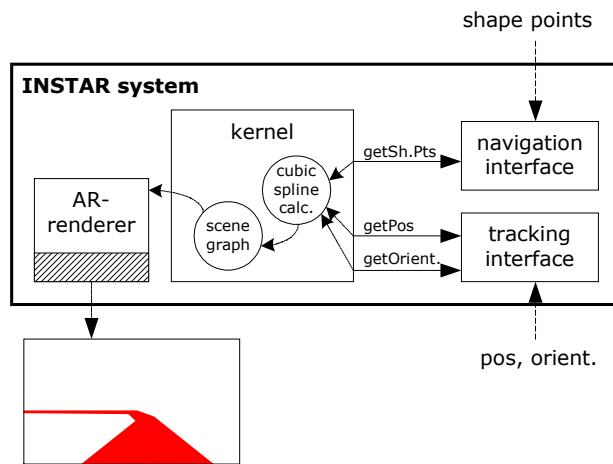 shape points
INSTAR system
kernel
getSh.Pts
navigation
interface
cubic
spline
calc.
AR-
renderer
scene
graph
getPos
tracking
interface
getOrient.
pos, orient.